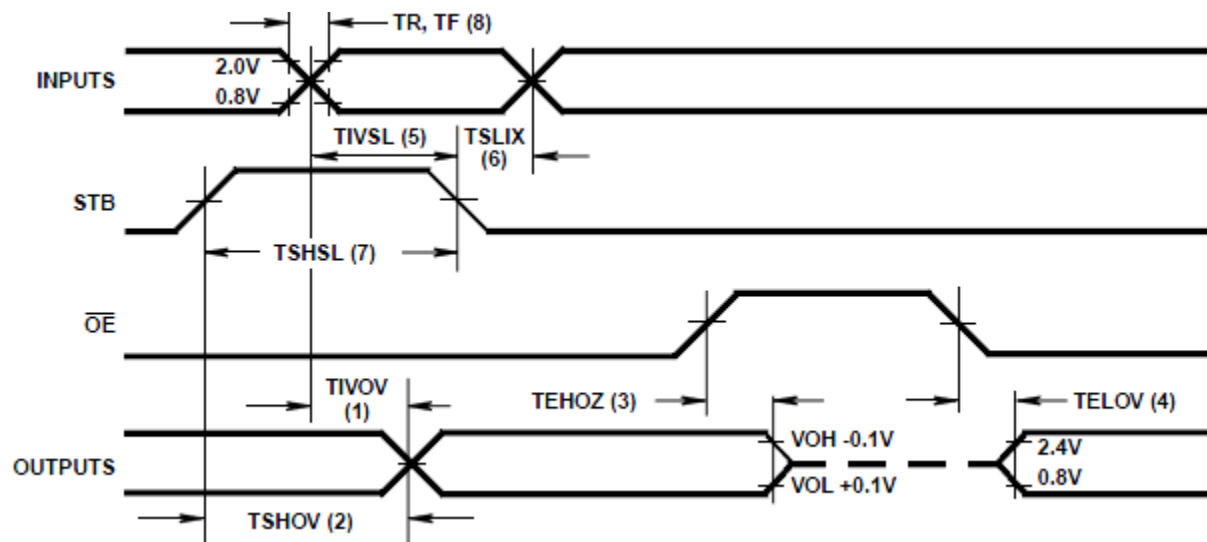 TR, TF (8)
INPUTS
2.0V
0.8V
TIVSL (5)
TSLIX
(6)
STB
TSHSL (7)
OE
TIVOV
(1)
TEHOZ (3)
TELOV (4)
OUTPUTS
VOH -0.1V
VOL +0.1V
2.4V
0.8V
TSHOV (2)